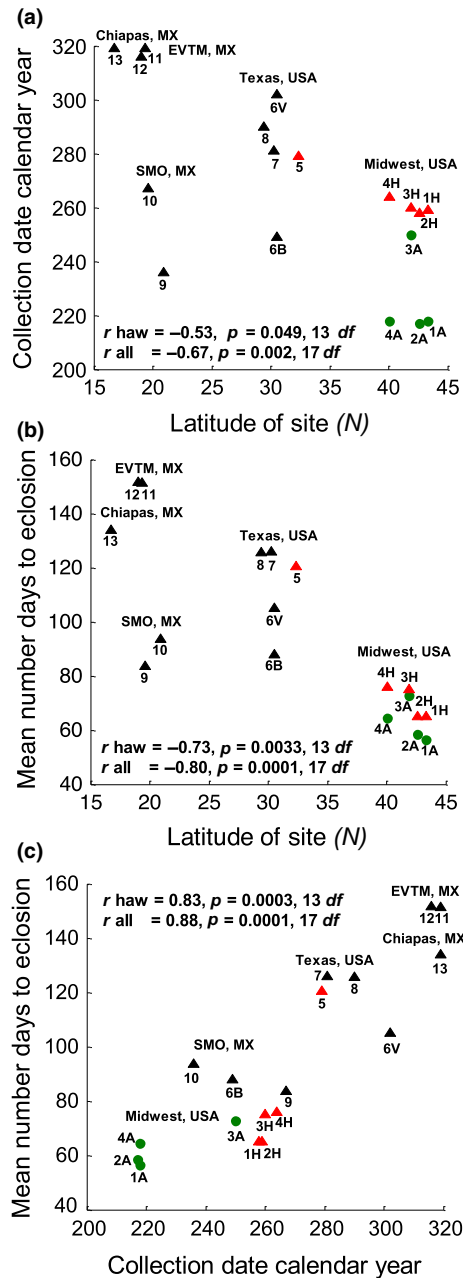 (a)
Collection date calendar year
320
300
280
260
240
220
200
Chiapas, MX
13
12
11
EVTM, MX
Texas, USA
6V
8
7
5
SMO, MX
10
9
6B
Midwest, USA
4H
3H
1H
2H
3A
4A
2A
1A
r haw = –0.53, p = 0.049, 13 df
r all = –0.67, p = 0.002, 17 df
15 20 25 30 35 40 45
Latitude of site (N)
(b)
Mean number days to eclosion
160
140
120
100
80
60
40
EVTM, MX
12 11
Chiapas, MX
13
Texas, USA
8 7
5
6V
6B
SMO, MX
10
9
Midwest, USA
4H
3H
3A
2H
1H
4A
2A
1A
r haw = –0.73, p = 0.0033, 13 df
r all = –0.80, p = 0.0001, 17 df
15 20 25 30 35 40 45
Latitude of site (N)
(c)
Mean number days to eclosion
160
140
120
100
80
60
40
r haw = 0.83, p = 0.0003, 13 df
r all = 0.88, p = 0.0001, 17 df
EVTM, MX
12 11
Chiapas, MX
13
Texas, USA
7
5
8
6V
SMO, MX
10
6B
9
Midwest, USA
4A
2A
1A
3A
3H
4H
1H
2H
200 220 240 260 280 300 320
Collection date calendar year